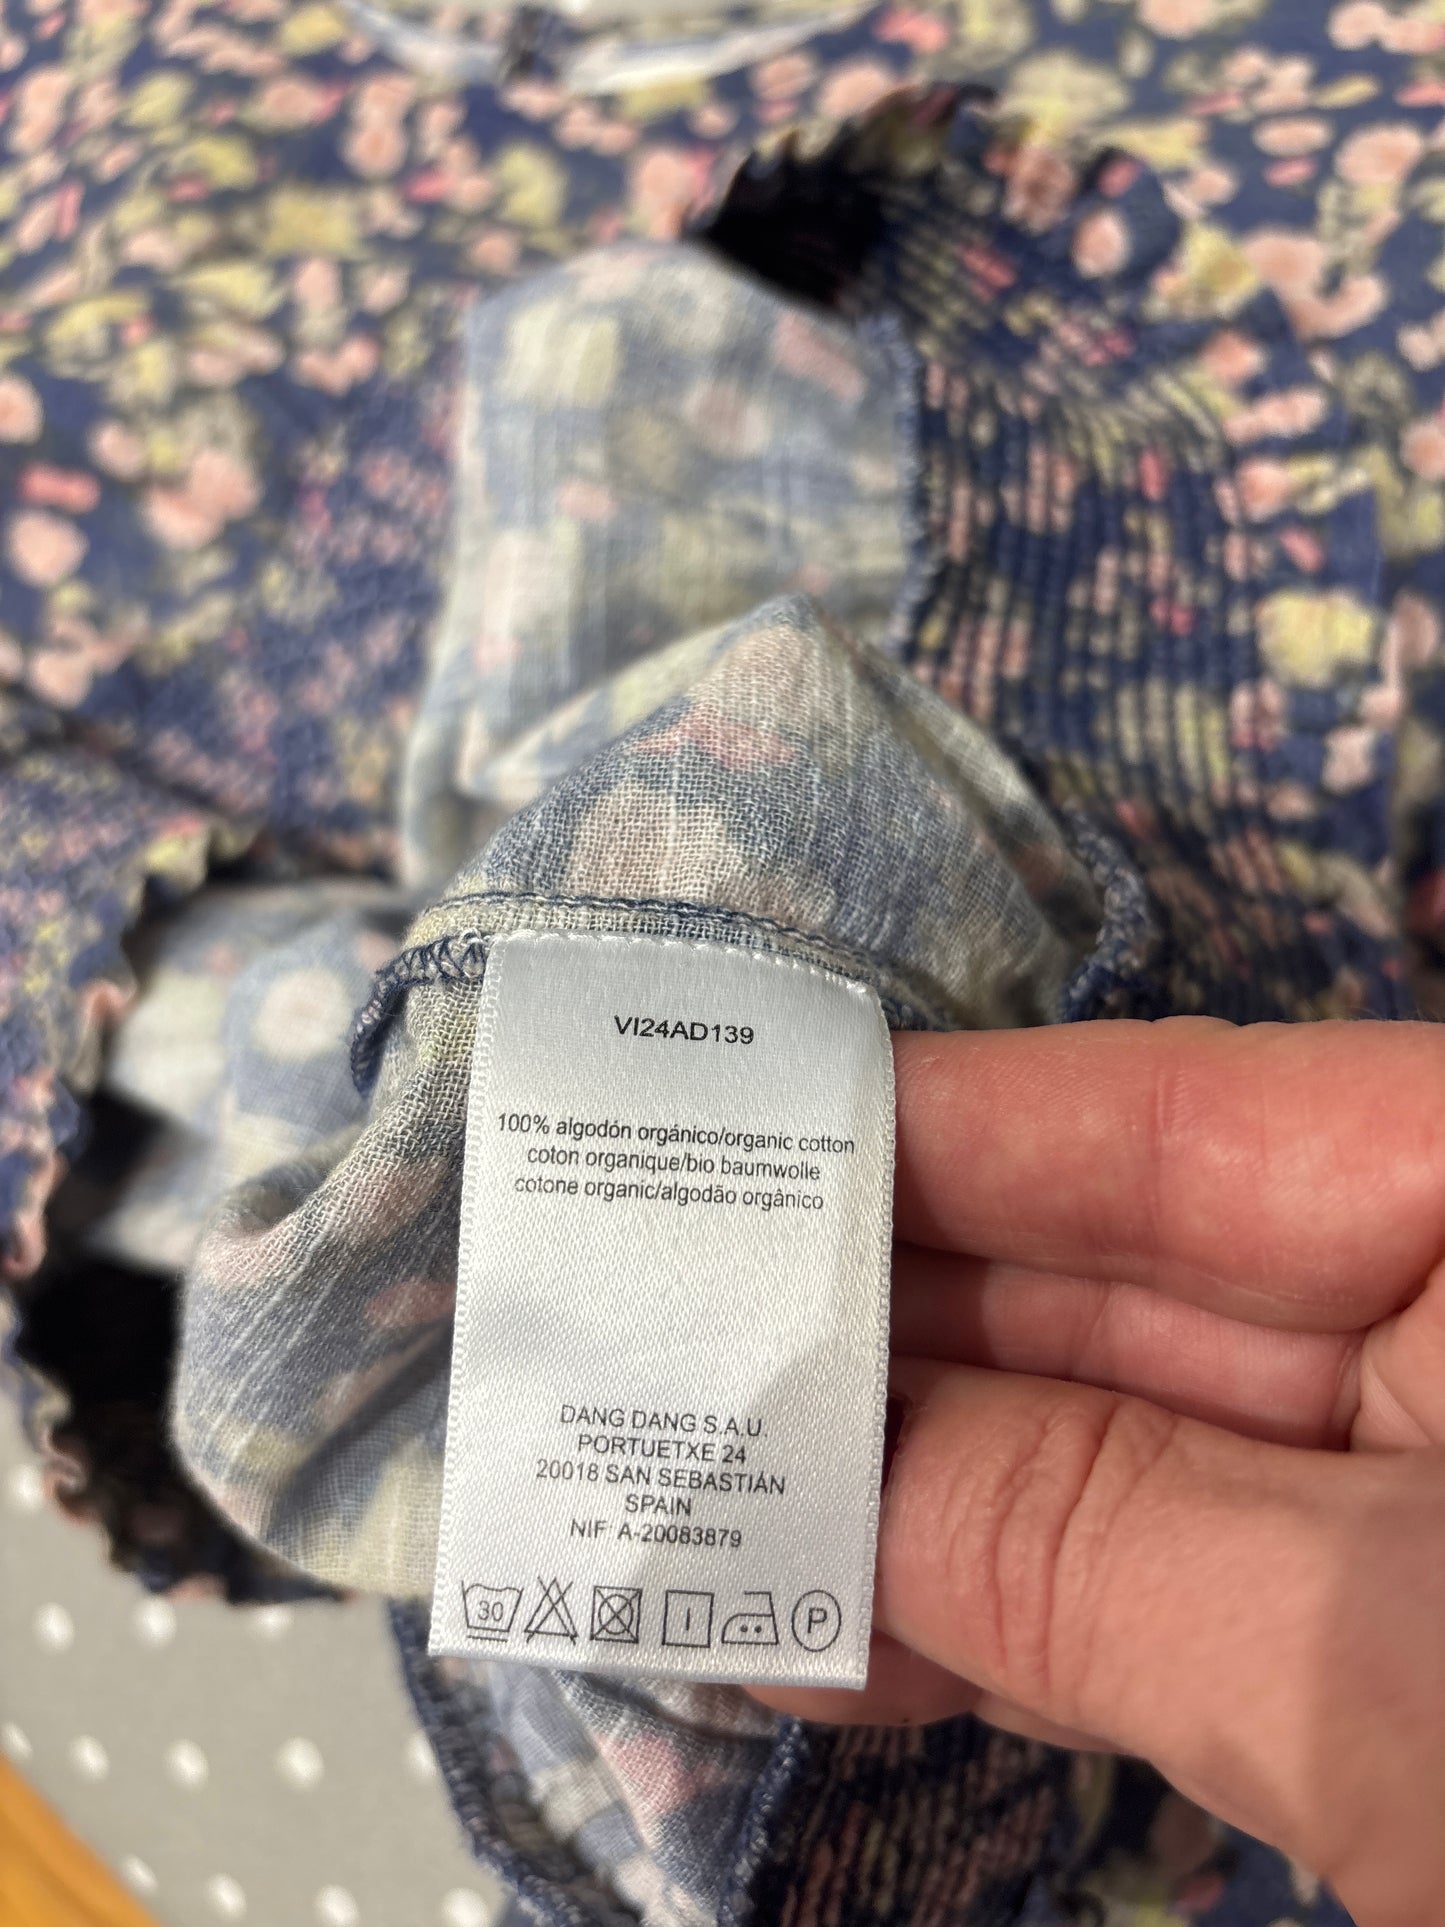 VI24AD139
100% algodón orgánico/organic cotton
coton organique/bio baumwolle
cotone organic/algodão orgânico
DANG DANG S.A.U.
PORTUETXE 24
20018 SAN SEBASTIÁN
SPAIN
NIF: A-20083879
30 P